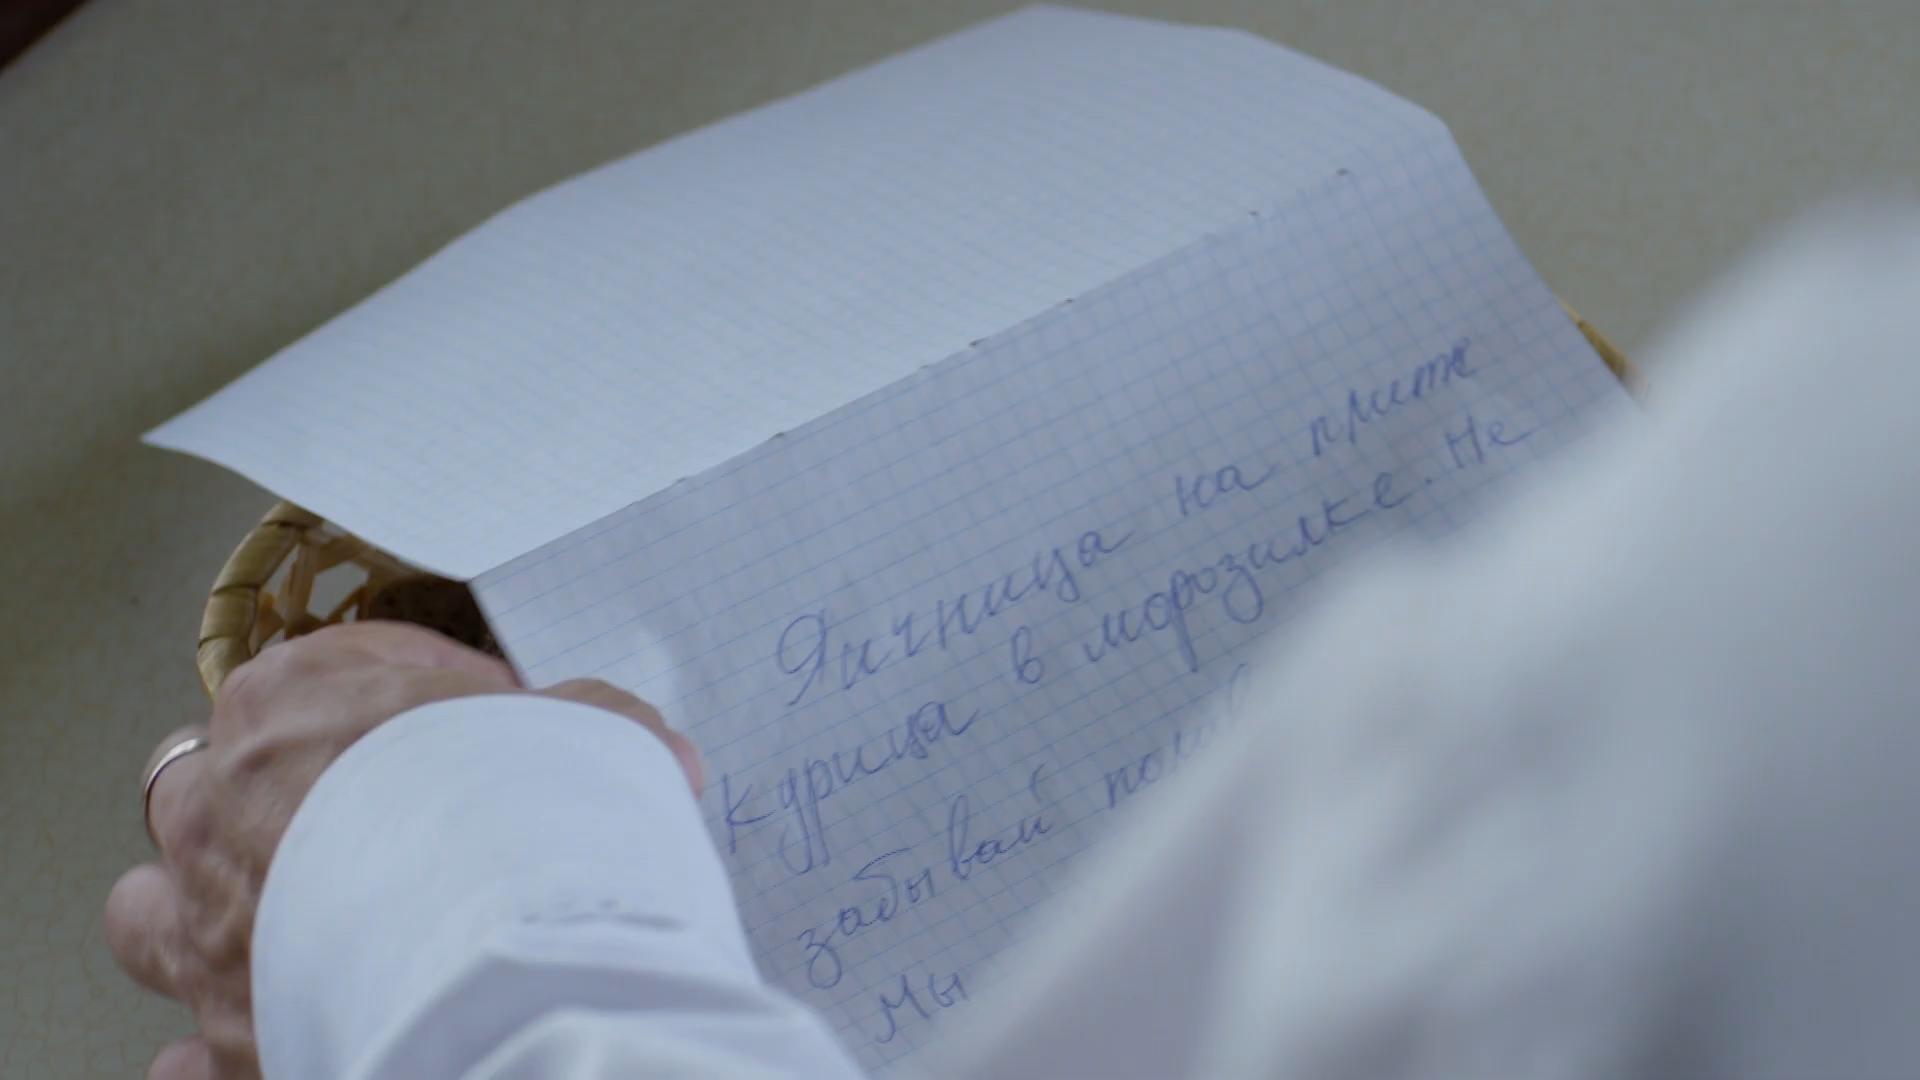 Яичница на плите
Курица в морозилке. Не
забывай
Мы